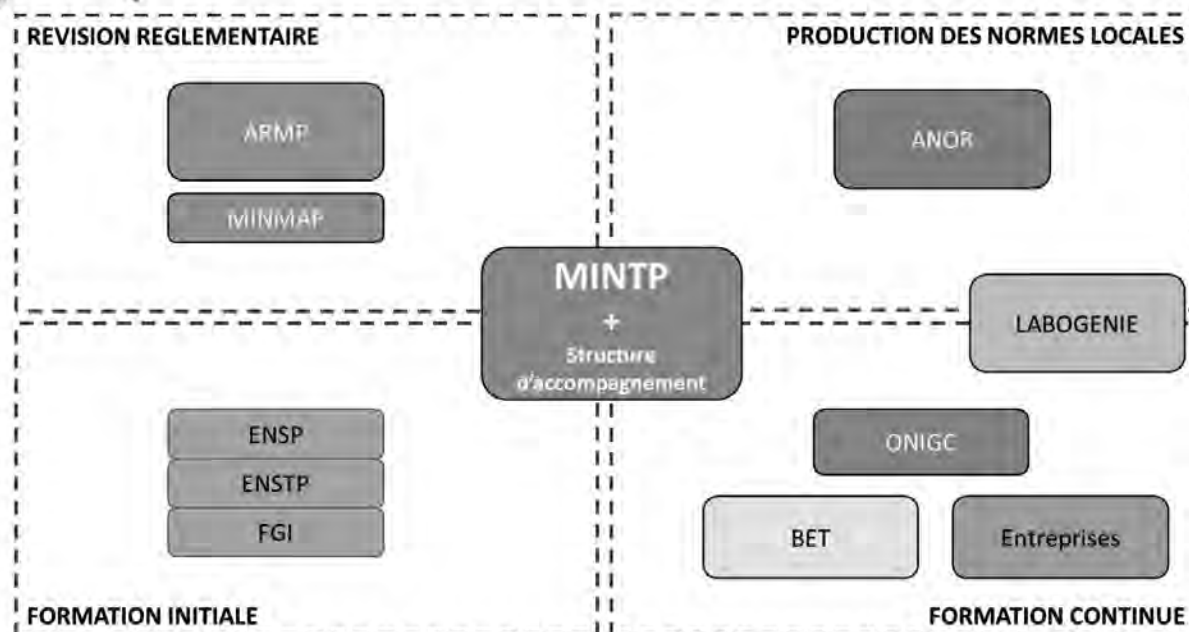 REVISION REGLEMENTAIRE
PRODUCTION DES NORMES LOCALES
ARMP
MINMAP
ANOR
MINTP
+
Structure
d'accompagnement
LABOGENIE
ENSP
ENSTP
FGI
ONIGC
BET
Entreprises
FORMATION INITIALE
FORMATION CONTINUE